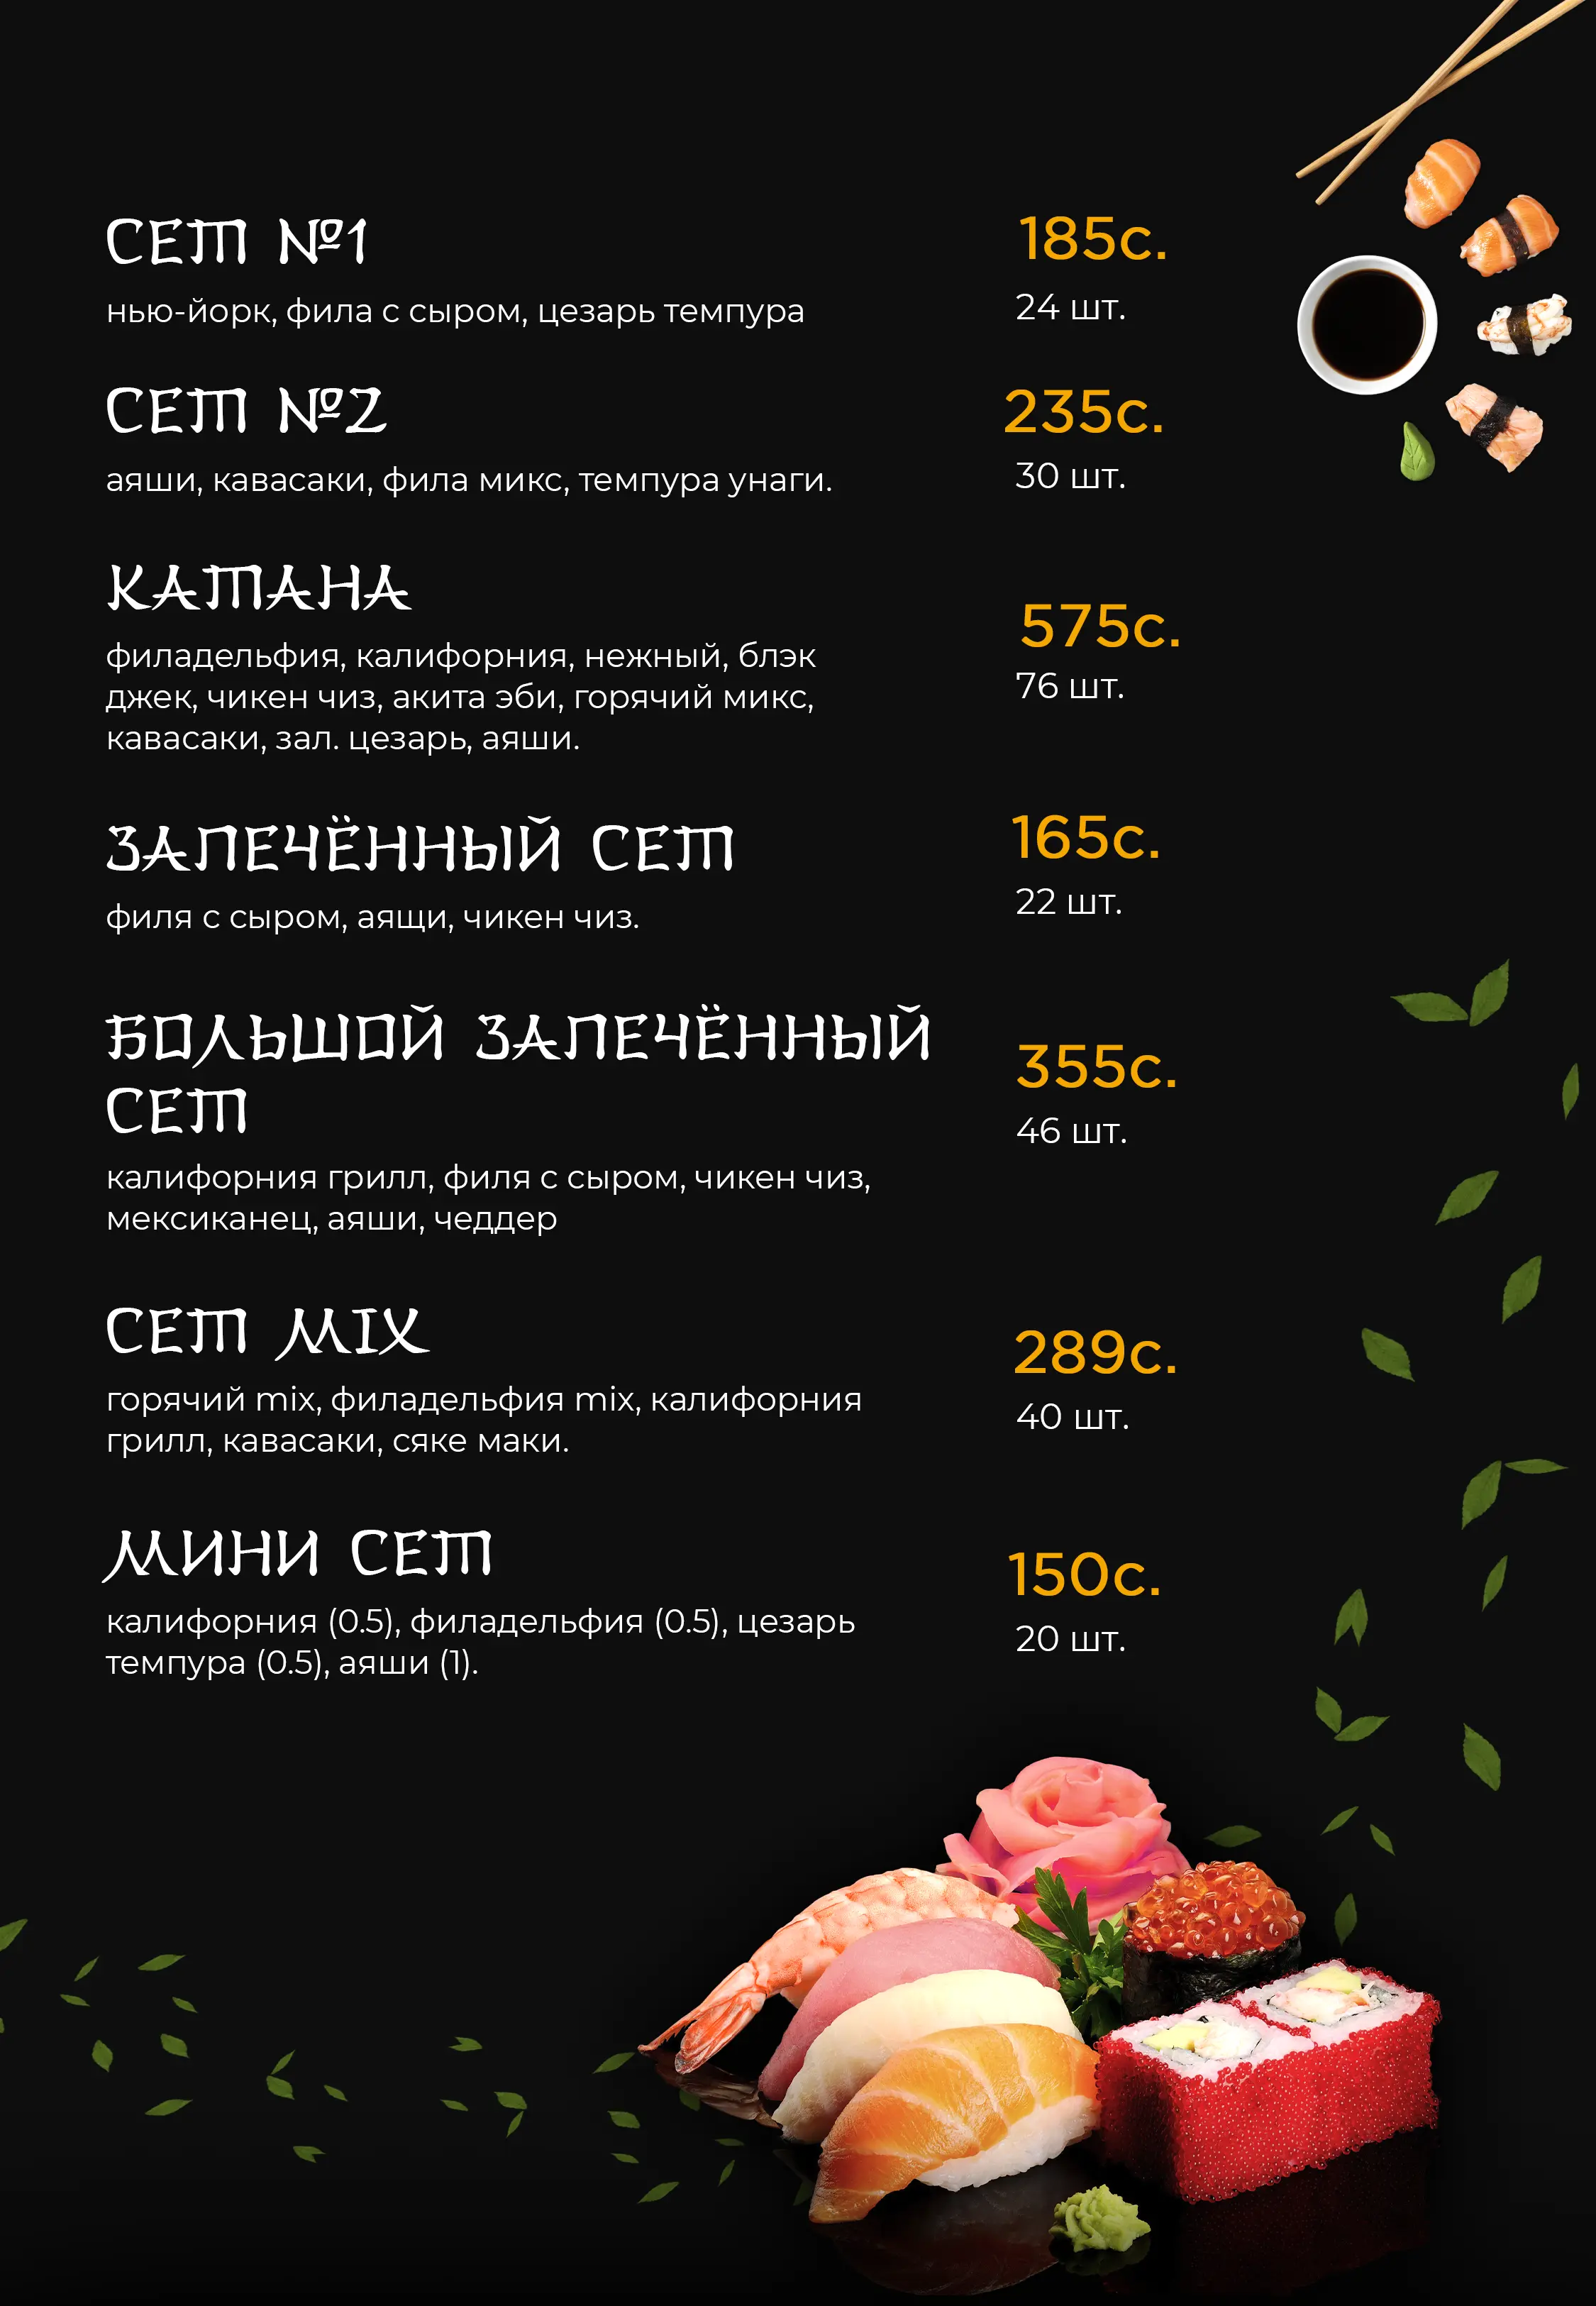 СЕТ №1
185с.
нью-йорк, фила с сыром, цезарь темпура
24 шт.
СЕТ №2
235с.
аяши, кавасаки, фила микс, темпура унаги.
30 шт.
КАТАНА
575с.
филадельфия, калифорния, нежный, блэк
76 шт.
джек, чикен чиз, акита эби, горячий микс,
кавасаки, зал. цезарь, аяши.
ЗАПЕЧЁННЫЙ СЕТ
165с.
филя с сыром, аящи, чикен чиз.
22 шт.
БОЛЬШОЙ ЗАПЕЧЁННЫЙ
СЕТ
355с.
46 шт.
калифорния грилл, филя с сыром, чикен чиз,
мексиканец, аяши, чеддер
СЕТ MIX
289с.
горячий mix, филадельфия mix, калифорния
40 шт.
грилл, кавасаки, сяке маки.
МИНИ СЕТ
150с.
калифорния (0.5), филадельфия (0.5), цезарь
20 шт.
темпура (0.5), аяши (1).